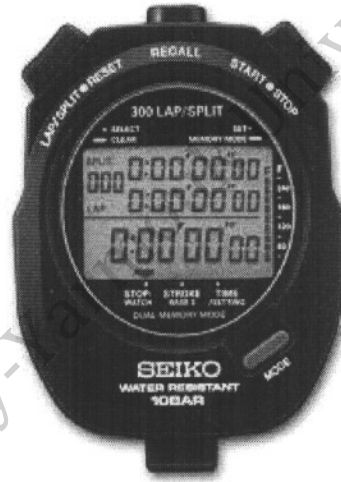 RECALL
LAP/SPLIT●RESET
START●STOP
300 LAP/SPLIT
SELECT
SET
CLEAR
MEMORY MODE
SPLIT
000
0:00'00"00
LAP
0:00'00"00
0:00'00"00
STOP WATCH
STROKE
TIME
/SETTING
DUAL MEMORY MODE
MODE
SEIKO
WATER RESISTANT
10BAR